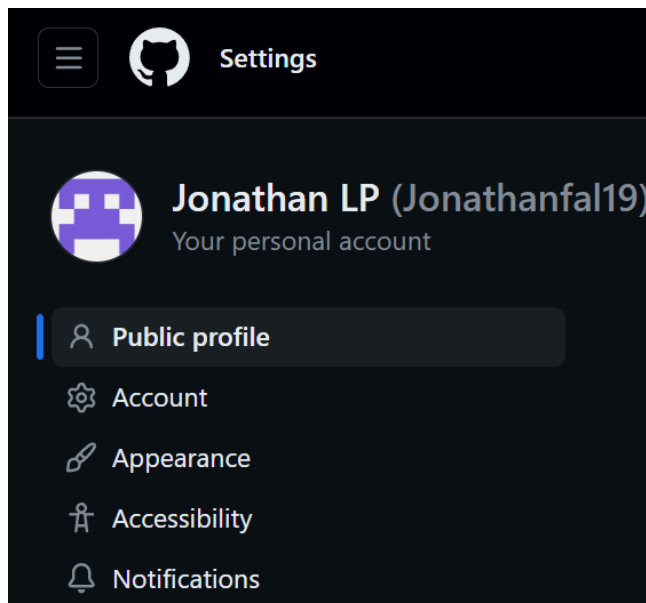 Settings
Jonathan LP (Jonathanfal19)
Your personal account
Public profile
Account
Appearance
Accessibility
Notifications